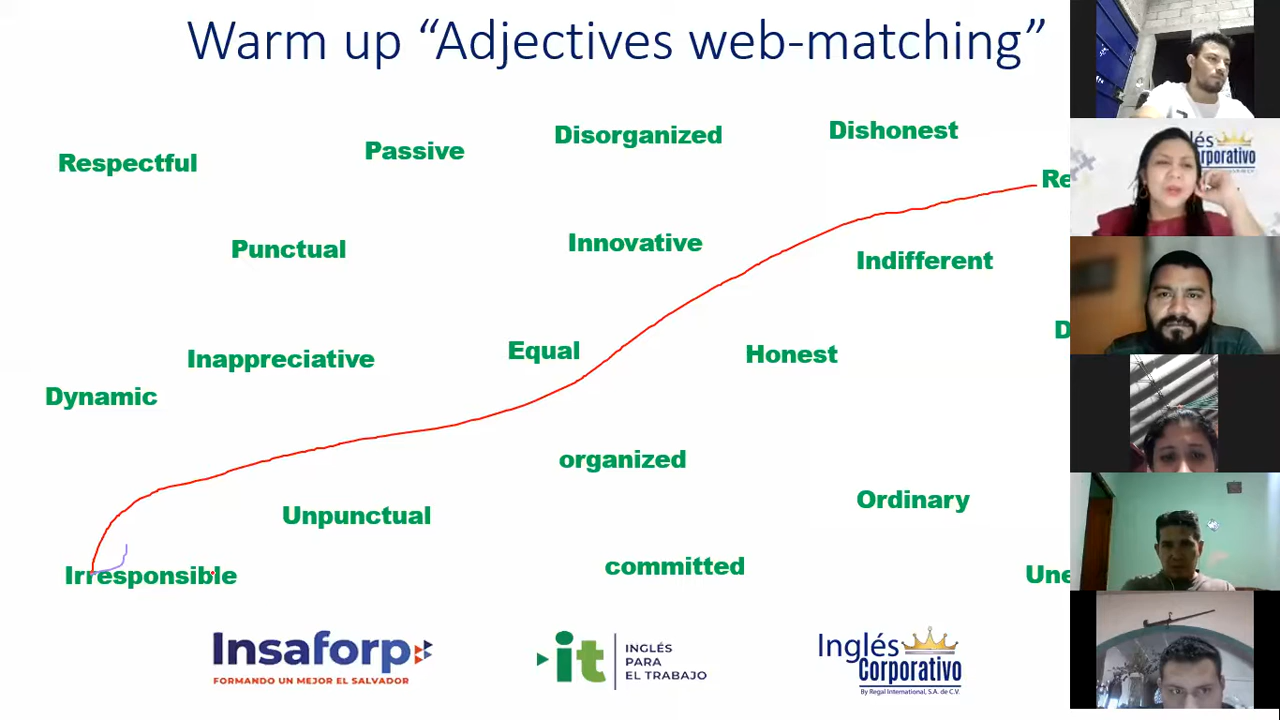 Warm up “Adjectives web-matching”
Disorganized
Dishonest
Passive
Respectful
Punctual
Innovative
Indifferent
Equal
Honest
Inappreciative
Dynamic
organized
Ordinary
Unpunctual
committed
Irresponsible
Insaforp
FORMANDO UN MEJOR EL SALVADOR
it
INGLÉS
PARA
EL TRABAJO
Inglés
Corporativo
By Regal International, S.A. de C.V.